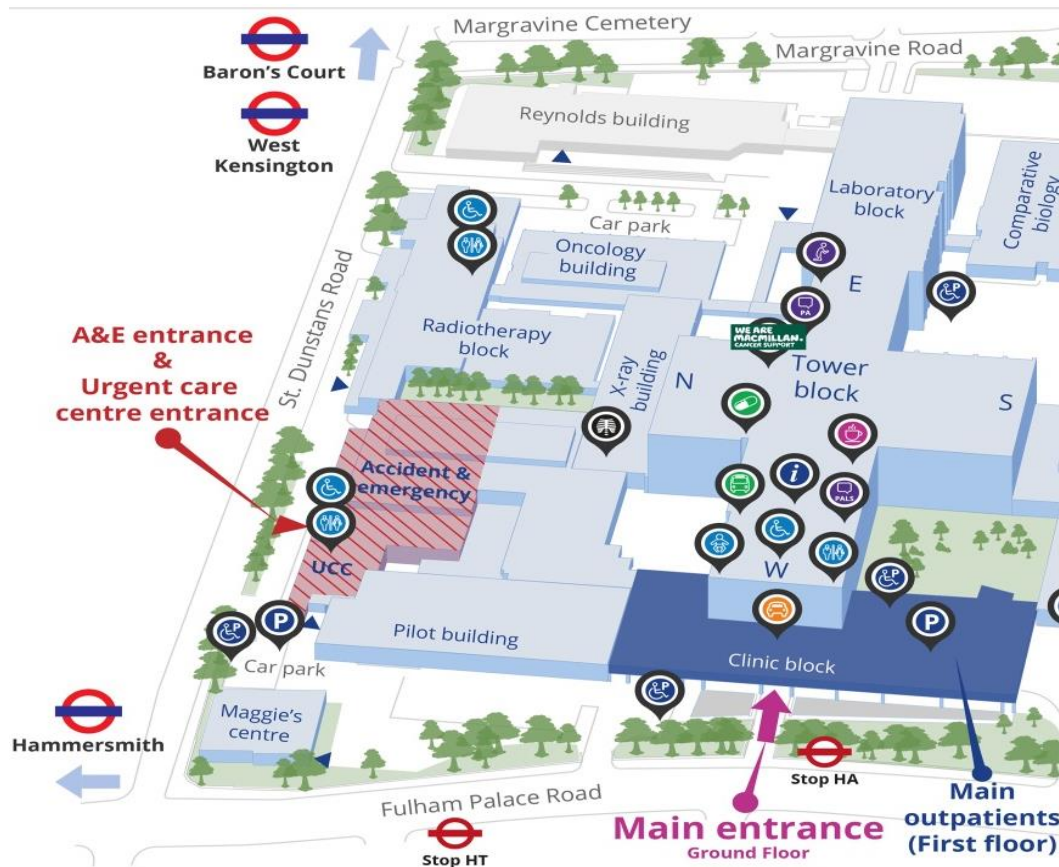 Margravine Cemetery
Margravine Road
Baron's Court
West
Kensington
Reynolds building
Laboratory
block
Comparative
biology
Car park
Oncology
building
St. Dunstans Road
Radiotherapy
block
X-ray
building
E
PA
WE ARE
MACMILLAN.
CANCER SUPPORT
N
Tower
block
S
A&E entrance
&
Urgent care
centre entrance
Accident &
emergency
UCC
i
PALS
W
P
P
P
P
P
P
Pilot building
Clinic block
Car park
Maggie's
centre
Hammersmith
Fulham Palace Road
Stop HT
Stop HA
Main entrance
Ground Floor
Main
outpatients
(First floor)